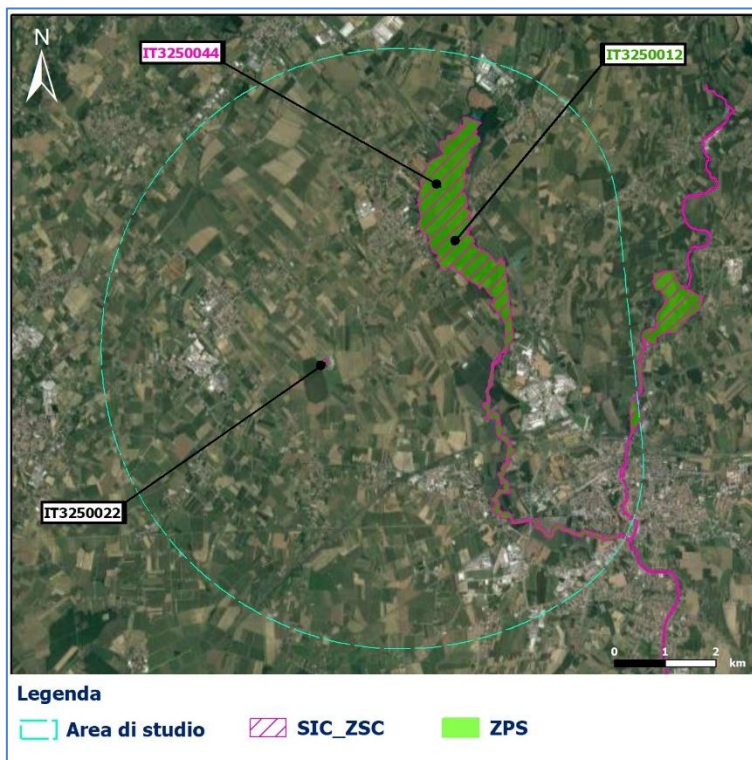 N
IT3250044
IT3250012
IT3250022
0 1 2
km
Legenda
Area di studio
SIC_ZSC
ZPS